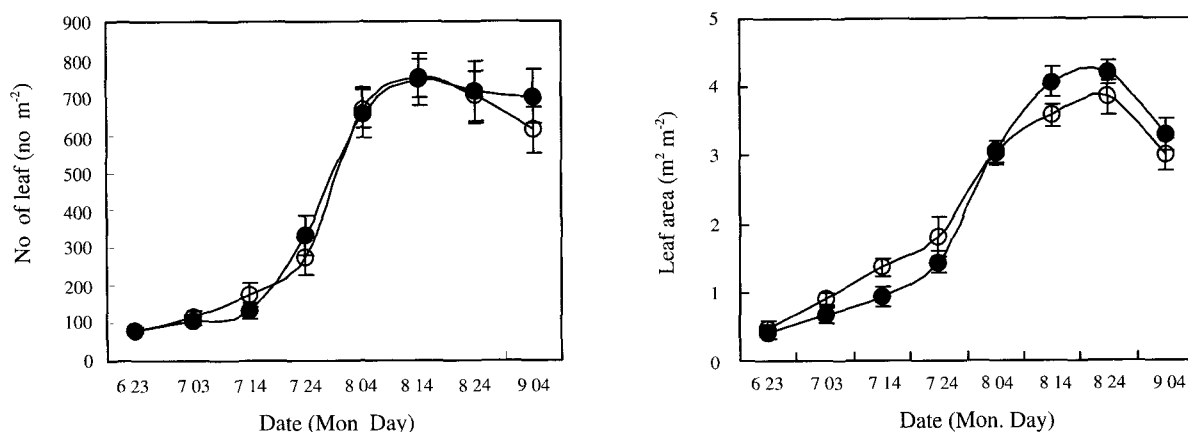 900
800
700
600
500
400
300
200
100
0
No of leaf (no m-2)
6 23 7 03 7 14 7 24 8 04 8 14 8 24 9 04
Date (Mon Day)
5
4
3
2
1
0
Leaf area (m2 m-2)
6 23 7 03 7 14 7 24 8 04 8 14 8 24 9 04
Date (Mon. Day)